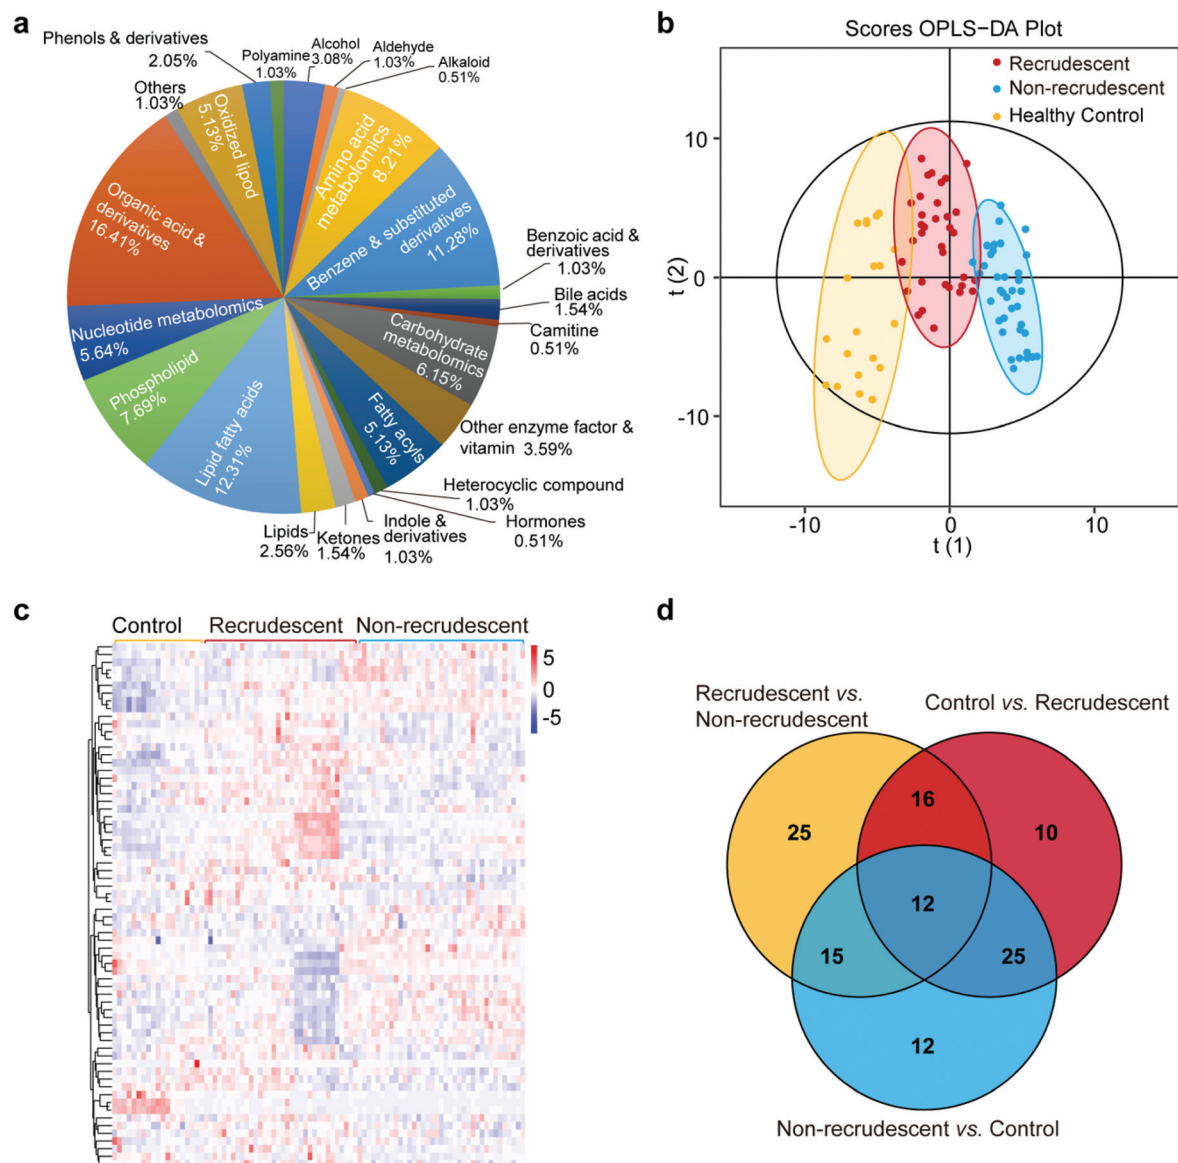 a
Phenols & derivatives
2.05%
Polyamine
1.03%
Alcohol
3.08%
Aldehyde
1.03%
Alkaloid
0.51%
Others
1.03%
Oxidized lipod
5.13%
Amino acid
metabolomics
8.21%
Benzene & substituted
derivatives
11.28%
Organic acid &
derivatives
16.41%
Benzoic acid &
derivatives
1.03%
Bile acids
1.54%
Camitine
0.51%
Carbohydrate
metabolomics
6.15%
Nucleotide metabolomics
5.64%
Phospholipid
7.69%
Lipid fatty acids
12.31%
Fatty acyls
5.13%
Other enzyme factor &
vitamin 3.59%
Heterocyclic compound
1.03%
Hormones
0.51%
Indole &
derivatives
1.03%
Ketones
1.54%
Lipids
2.56%
b
Scores OPLS-DA Plot
Recrudescent
Non-recrudescent
Healthy Control
t (2)
10
0
-10
-10
0
10
t (1)
c
Control
Recrudescent
Non-recrudescent
5
0
-5
d
Recrudescent vs.
Non-recrudescent
Control vs. Recrudescent
16
25
10
12
15
25
12
Non-recrudescent vs. Control